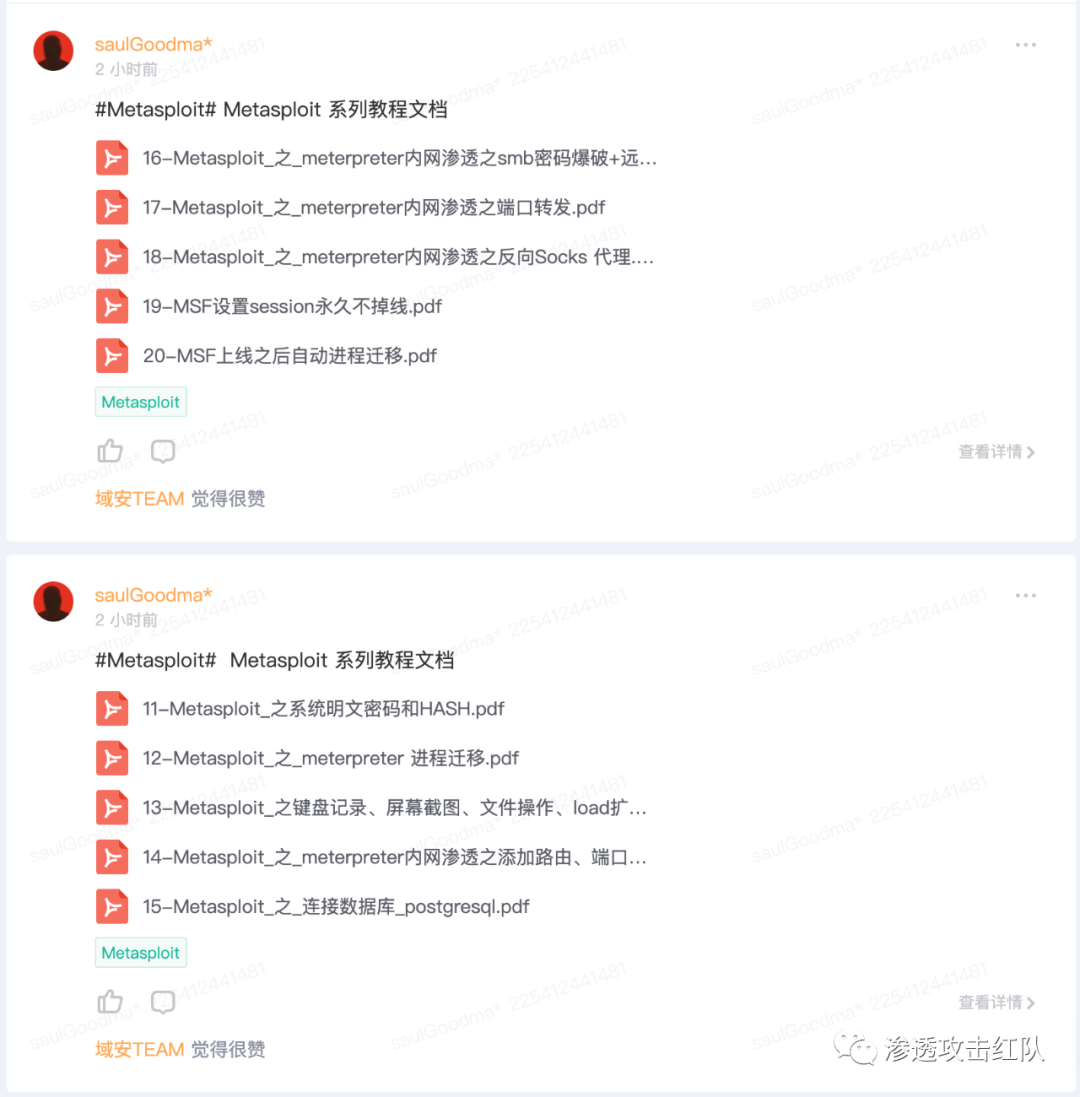 saulGoodma*
2 小时前
#Metasploit# Metasploit 系列教程文档
16-Metasploit_之_meterpreter内网渗透之smb密码爆破+远...
17-Metasploit_之_meterpreter内网渗透之端口转发.pdf
18-Metasploit_之_meterpreter内网渗透之反向Socks 代理....
19-MSF设置session永久不掉线.pdf
20-MSF上线之后自动进程迁移.pdf
Metasploit
查看详情
域安TEAM 觉得很赞
saulGoodma*
2 小时前
#Metasploit# Metasploit 系列教程文档
11-Metasploit_之系统明文密码和HASH.pdf
12-Metasploit_之_meterpreter 进程迁移.pdf
13-Metasploit_之键盘记录、屏幕截图、文件操作、load扩...
14-Metasploit_之_meterpreter内网渗透之添加路由、端口...
15-Metasploit_之_连接数据库_postgresql.pdf
Metasploit
查看详情
域安TEAM 觉得很赞
渗透攻击红队
saulGoodma* 225412441481